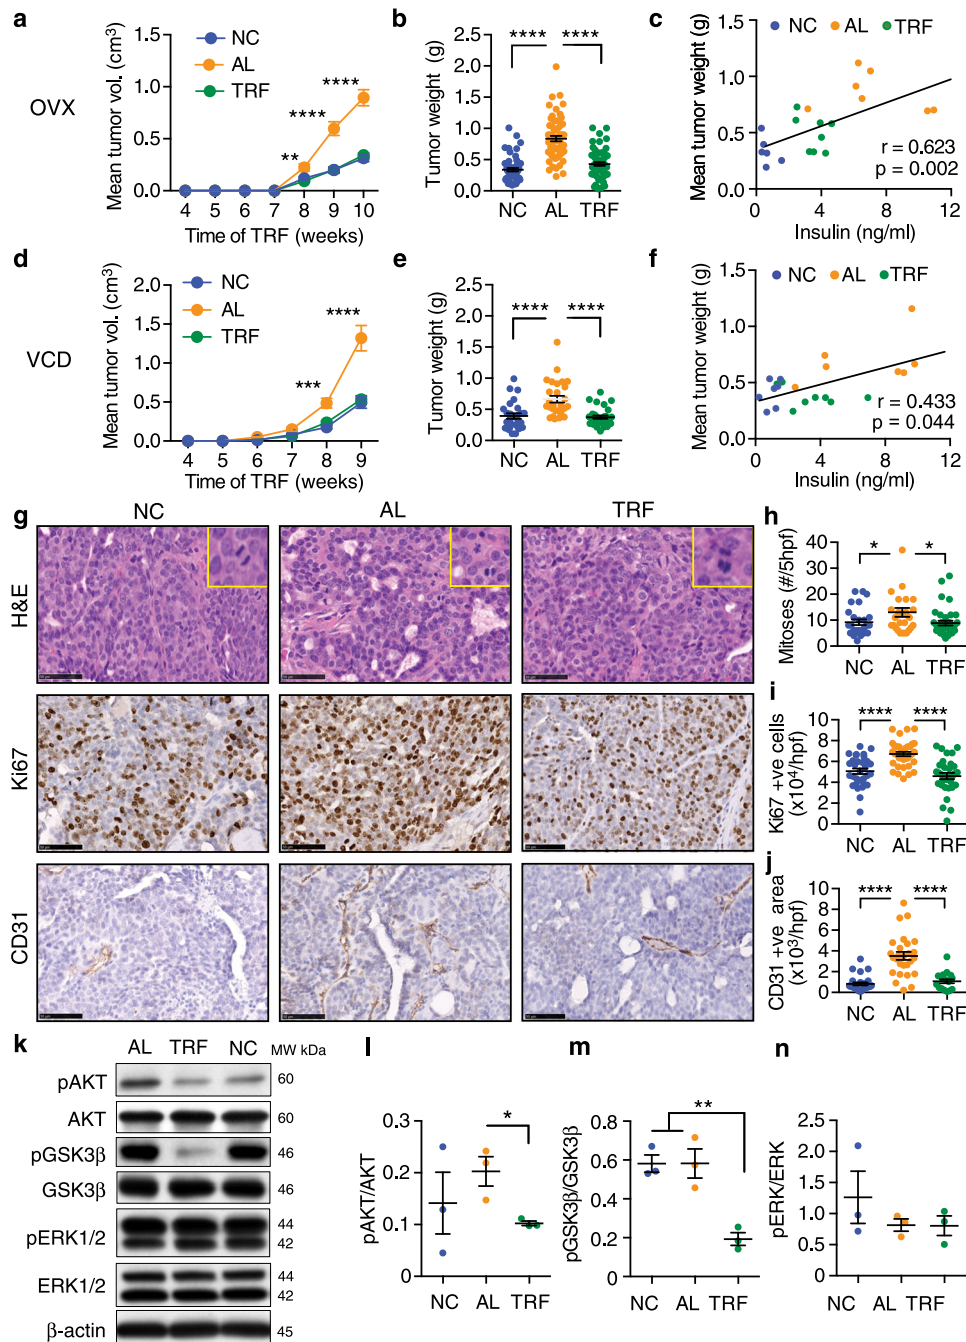 a
OVX
Mean tumor vol. (cm3)
1.5
1.0
0.5
0.0
NC
AL
TRF
**
****
****
4 5 6 7 8 9 10
Time of TRF (weeks)
b
Tumor weight (g)
2.5
2.0
1.5
1.0
0.5
0.0
**** ****
NC AL TRF
c
Mean tumor weight (g)
1.5
1.0
0.5
0.0
NC AL TRF
r = 0.623
p = 0.002
0 4 8 12
Insulin (ng/ml)
d
VCD
Mean tumor vol. (cm3)
2.0
1.5
1.0
0.5
0.0
NC
AL
TRF
***
****
4 5 6 7 8 9
Time of TRF (weeks)
e
Tumor weight (g)
2.5
2.0
1.5
1.0
0.5
0.0
**** ****
NC AL TRF
f
Mean tumor weight (g)
1.5
1.0
0.5
0.0
NC AL TRF
r = 0.433
p = 0.044
0 4 8 12
Insulin (ng/ml)
g
NC AL TRF
H&E
Ki67
CD31
h
Mitoses (#/5hpf)
40
30
20
10
0
* *
NC AL TRF
i
Ki67 +ve cells
(x104/hpf)
10
8
6
4
2
0
**** ****
NC AL TRF
j
CD31 +ve area
(x103/hpf)
10
8
6
4
2
0
**** ****
NC AL TRF
k
AL TRF NC MW kDa
pAKT 60
AKT 60
pGSK3β 46
GSK3β 46
pERK1/2 44
42
ERK1/2 44
42
β-actin 45
l
pAKT/AKT
0.3
0.2
0.1
0
*
NC AL TRF
m
pGSK3β/GSK3β
0.8
0.6
0.4
0.2
0
**
NC AL TRF
n
pERK/ERK
2.5
2.0
1.5
1.0
0.5
0
NC AL TRF